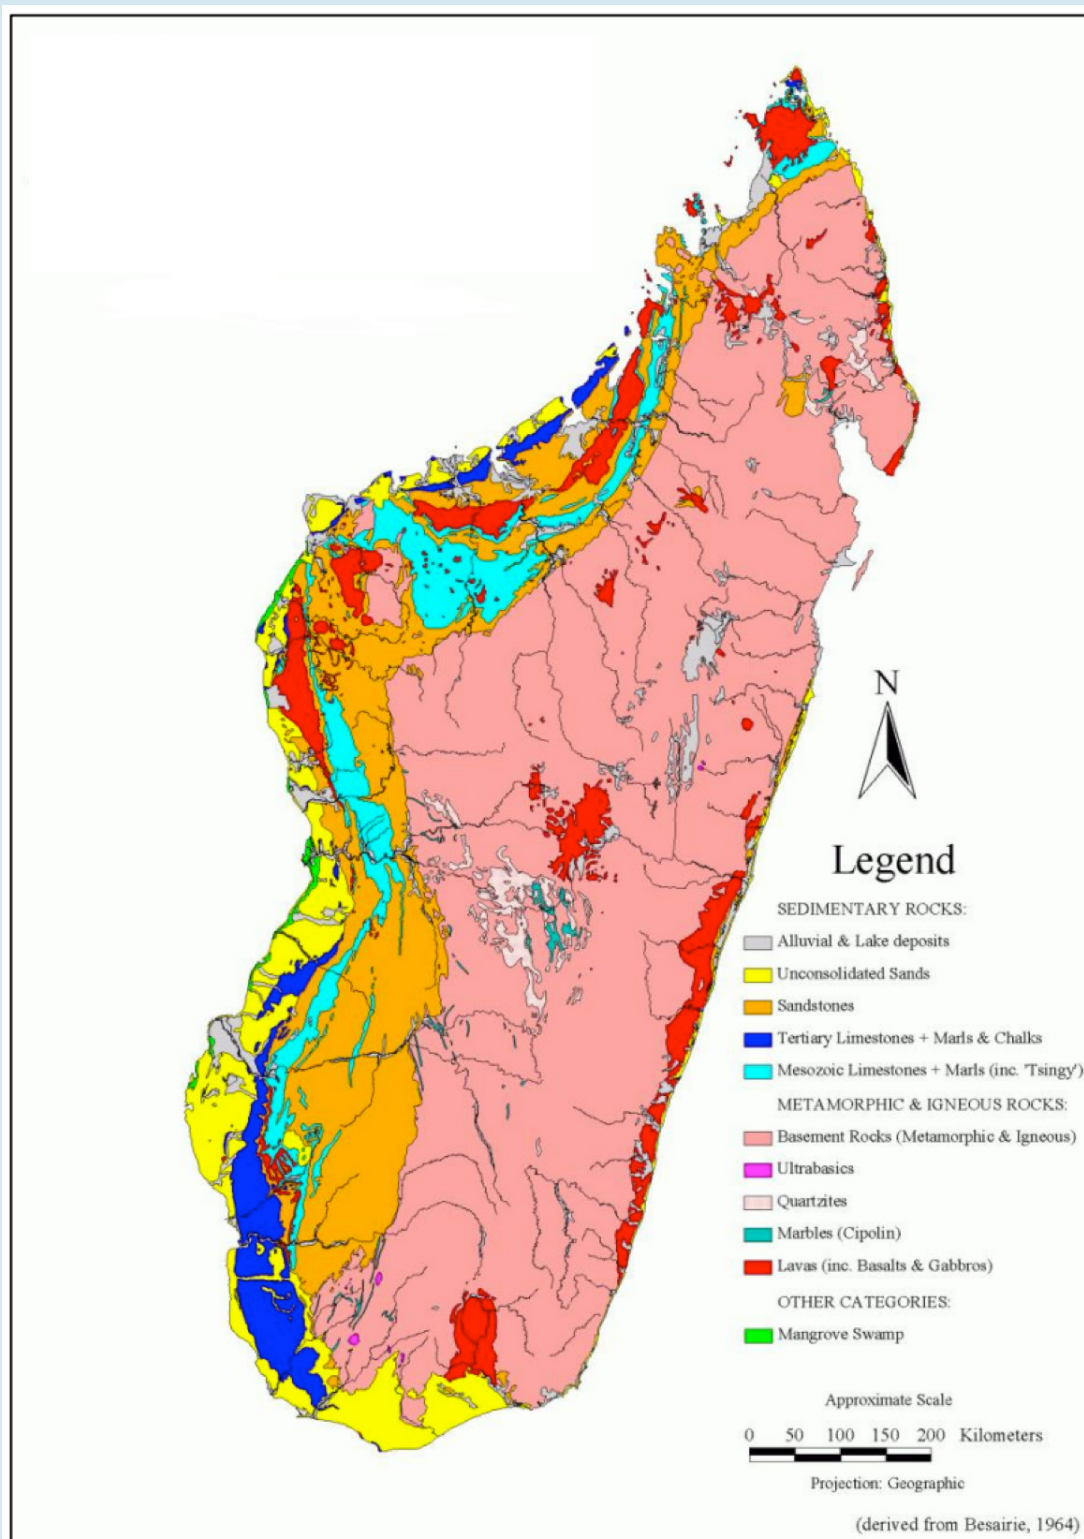 N
Legend
SEDIMENTARY ROCKS:
Alluvial & Lake deposits
Unconsolidated Sands
Sandstones
Tertiary Limestones + Marls & Chalks
Mesozoic Limestones + Marls (inc. 'Tsingy')
METAMORPHIC & IGNEOUS ROCKS:
Basement Rocks (Metamorphic & Igneous)
Ultrabasics
Quartzites
Marbles (Cipolin)
Lavas (inc. Basalts & Gabbros)
OTHER CATEGORIES:
Mangrove Swamp
Approximate Scale
0 50 100 150 200 Kilometers
Projection: Geographic
(derived from Besairie, 1964)